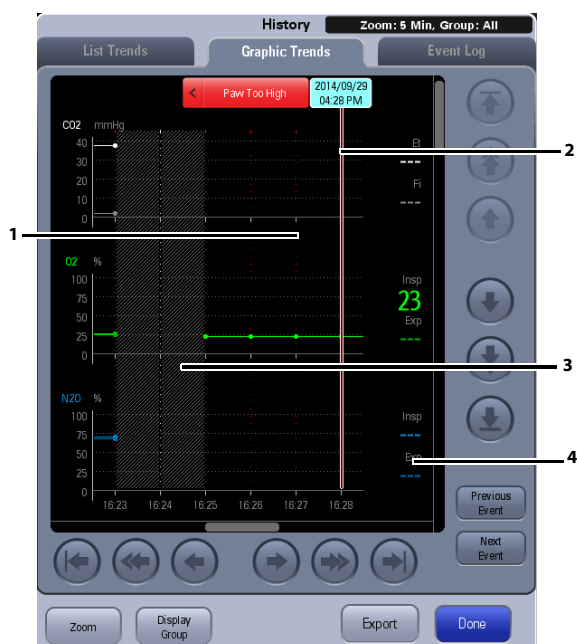 History
Zoom: 5 Min, Group: All
List Trends
Graphic Trends
Event Log
< Paw Too High
2014/09/29
04:28 PM
CO2 mmHg
40
30
20
10
0
Et
---
Fi
---
1
2
O2 %
100
75
50
25
0
Insp
23
Exp
---
3
N2O %
100
75
50
25
0
Insp
---
Exp
---
4
16:23 16:24 16:25 16:26 16:27 16:28
Previous
Event
Next
Event
Zoom
Display
Group
Export
Done